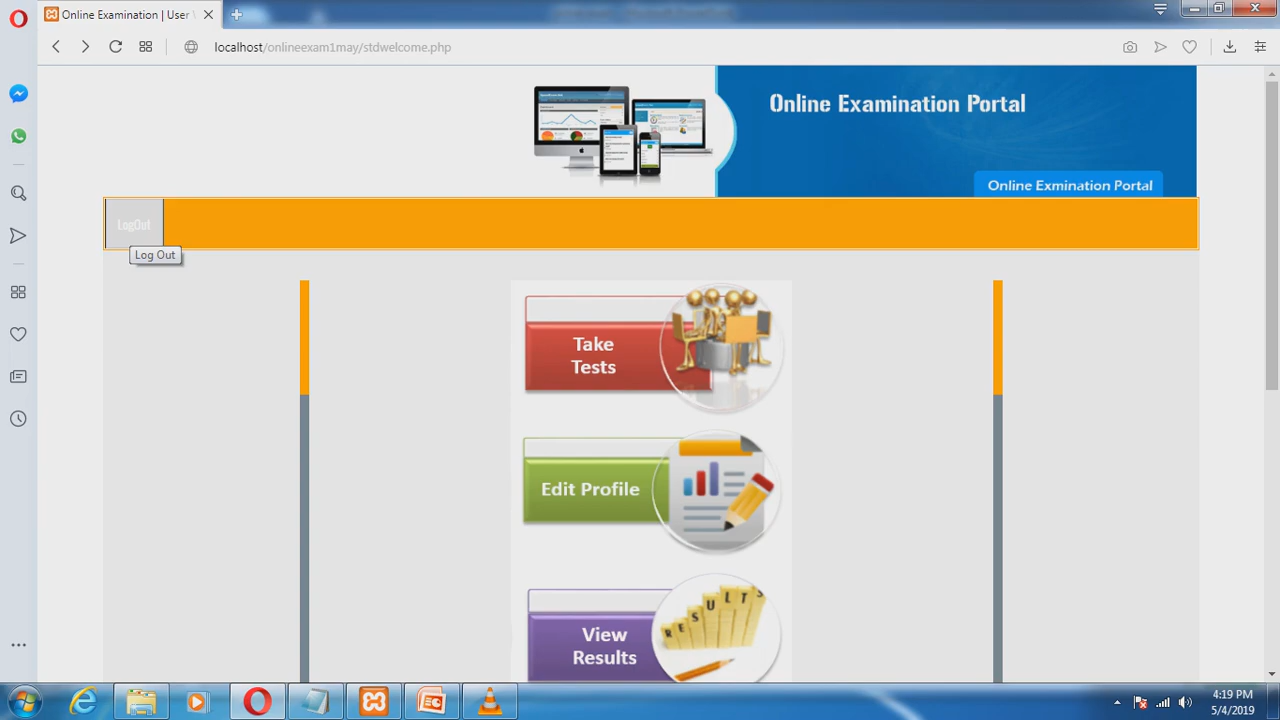 Online Examination | User
localhost/onlineexam1may/stdwelcome.php
Online Examination Portal
Online Exmination Portal
LogOut
Log Out
Take
Tests
Edit Profile
RESULTS
View
Results
4:19 PM
5/4/2019